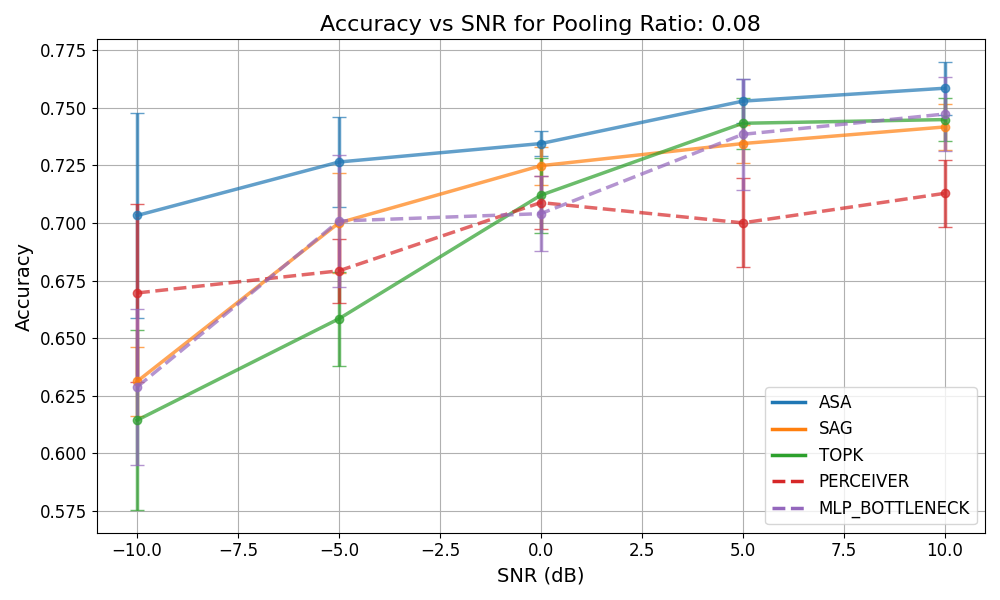 Accuracy vs SNR for Pooling Ratio: 0.08
Accuracy
0.775
0.750
0.725
0.700
0.675
0.650
0.625
0.600
0.575
ASA
SAG
TOPK
PERCEIVER
MLP_BOTTLENECK
−10.0 −7.5 −5.0 −2.5 0.0 2.5 5.0 7.5 10.0
SNR (dB)